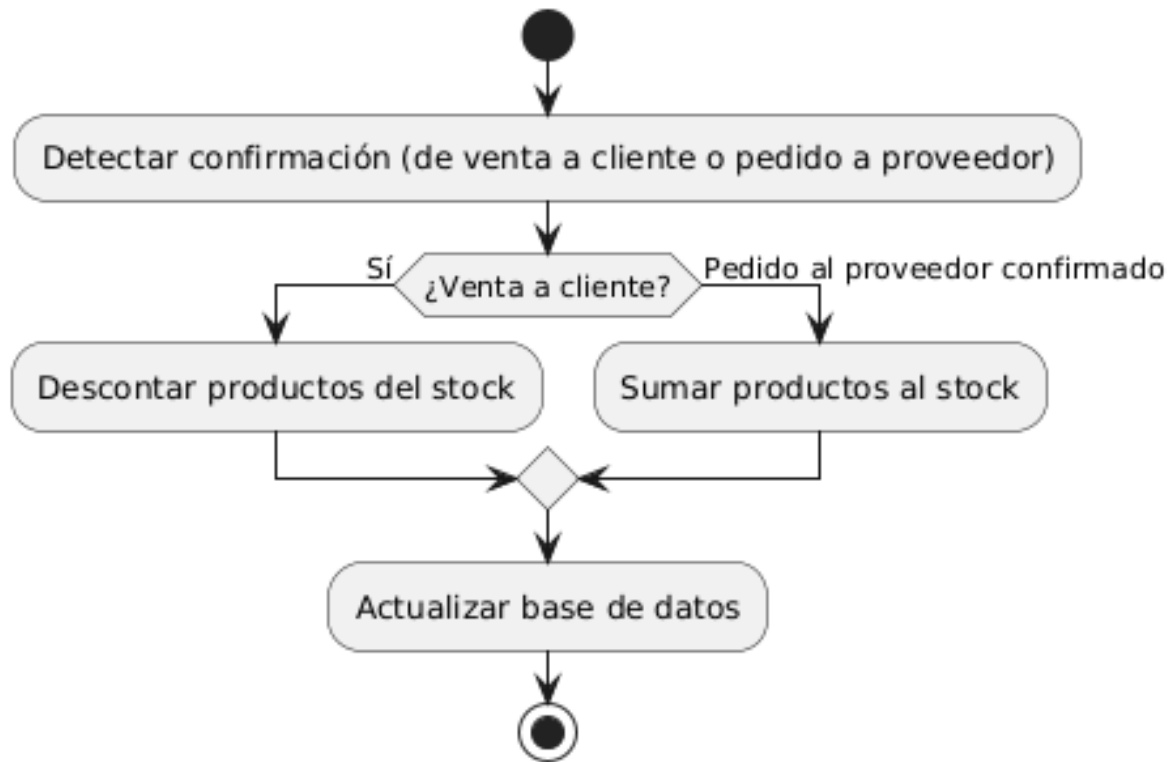 Detectar confirmación (de venta a cliente o pedido a proveedor)
Sí
¿Venta a cliente?
Pedido al proveedor confirmado
Descontar productos del stock
Sumar productos al stock
Actualizar base de datos